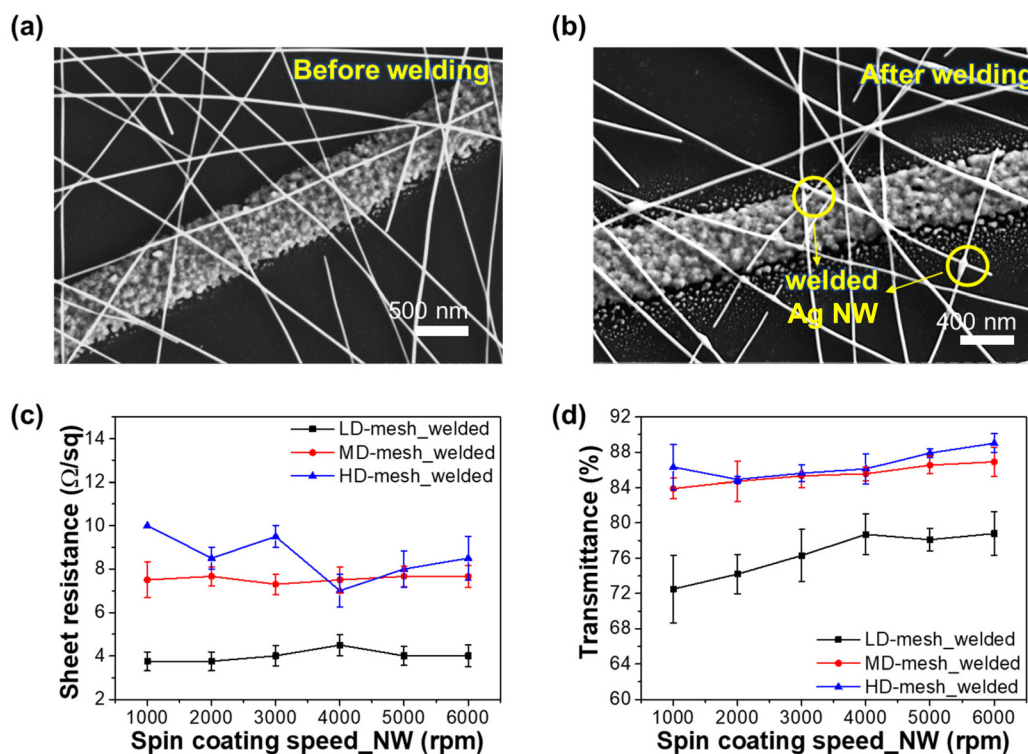 (a)
Before welding
500 nm
(b)
After welding
welded
Ag NW
400 nm
(c)
Sheet resistance (Ω/sq)
14
12
10
8
6
4
2
LD-mesh_welded
MD-mesh_welded
HD-mesh_welded
1000 2000 3000 4000 5000 6000
Spin coating speed_NW (rpm)
(d)
Transmittance (%)
92
88
84
80
76
72
68
64
60
LD-mesh_welded
MD-mesh_welded
HD-mesh_welded
1000 2000 3000 4000 5000 6000
Spin coating speed_NW (rpm)